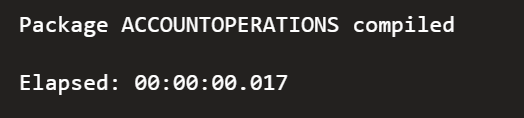 Package ACCOUNTOPERATIONS compiled
Elapsed: 00:00:00.017